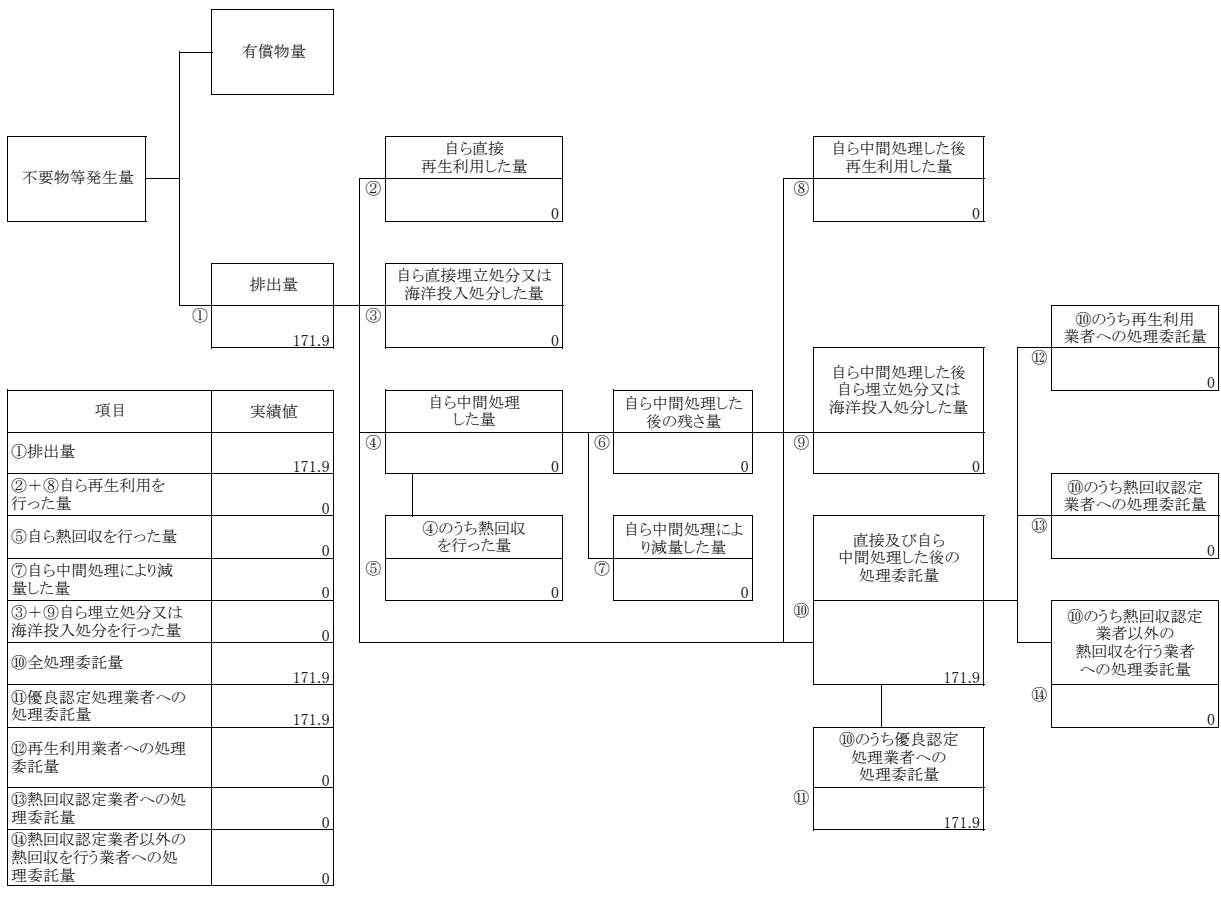 有償物量
不要物等発生量
排出量
①
171.9
自ら直接
再生利用した量
②
0
自ら直接埋立処分又は
海洋投入処分した量
③
0
自ら中間処理
した量
④
0
④のうち熱回収
を行った量
⑤
0
自ら中間処理した
後の残さ量
⑥
0
自ら中間処理によ
り減量した量
⑦
0
自ら中間処理した後
再生利用した量
⑧
0
自ら中間処理した後
自ら埋立処分又は
海洋投入処分した量
⑨
0
直接及び自ら
中間処理した後の
処理委託量
⑩
171.9
⑩のうち優良認定
処理業者への
処理委託量
⑪
171.9
⑩のうち再生利用
業者への処理委託量
⑫
0
⑩のうち熱回収認定
業者への処理委託量
⑬
0
⑩のうち熱回収認定
業者以外の
熱回収を行う業者
への処理委託量
⑭
0
項目 実績値
①排出量
171.9
②＋⑧自ら再生利用を
行った量
0
⑤自ら熱回収を行った量
0
⑦自ら中間処理により減
量した量
0
③＋⑨自ら埋立処分又は
海洋投入処分を行った量
0
⑩全処理委託量
171.9
⑪優良認定処理業者への
処理委託量
171.9
⑫再生利用業者への処理
委託量
0
⑬熱回収認定業者への処
理委託量
0
⑭熱回収認定業者以外の
熱回収を行う業者への処
理委託量
0